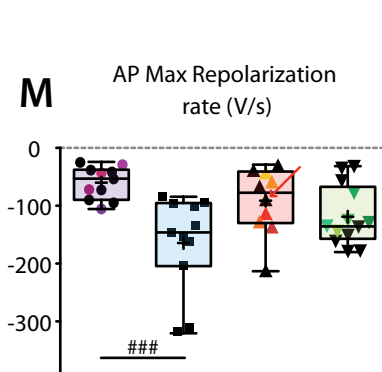 M
AP Max Repolarization
rate (V/s)
0
-100
-200
-300
###